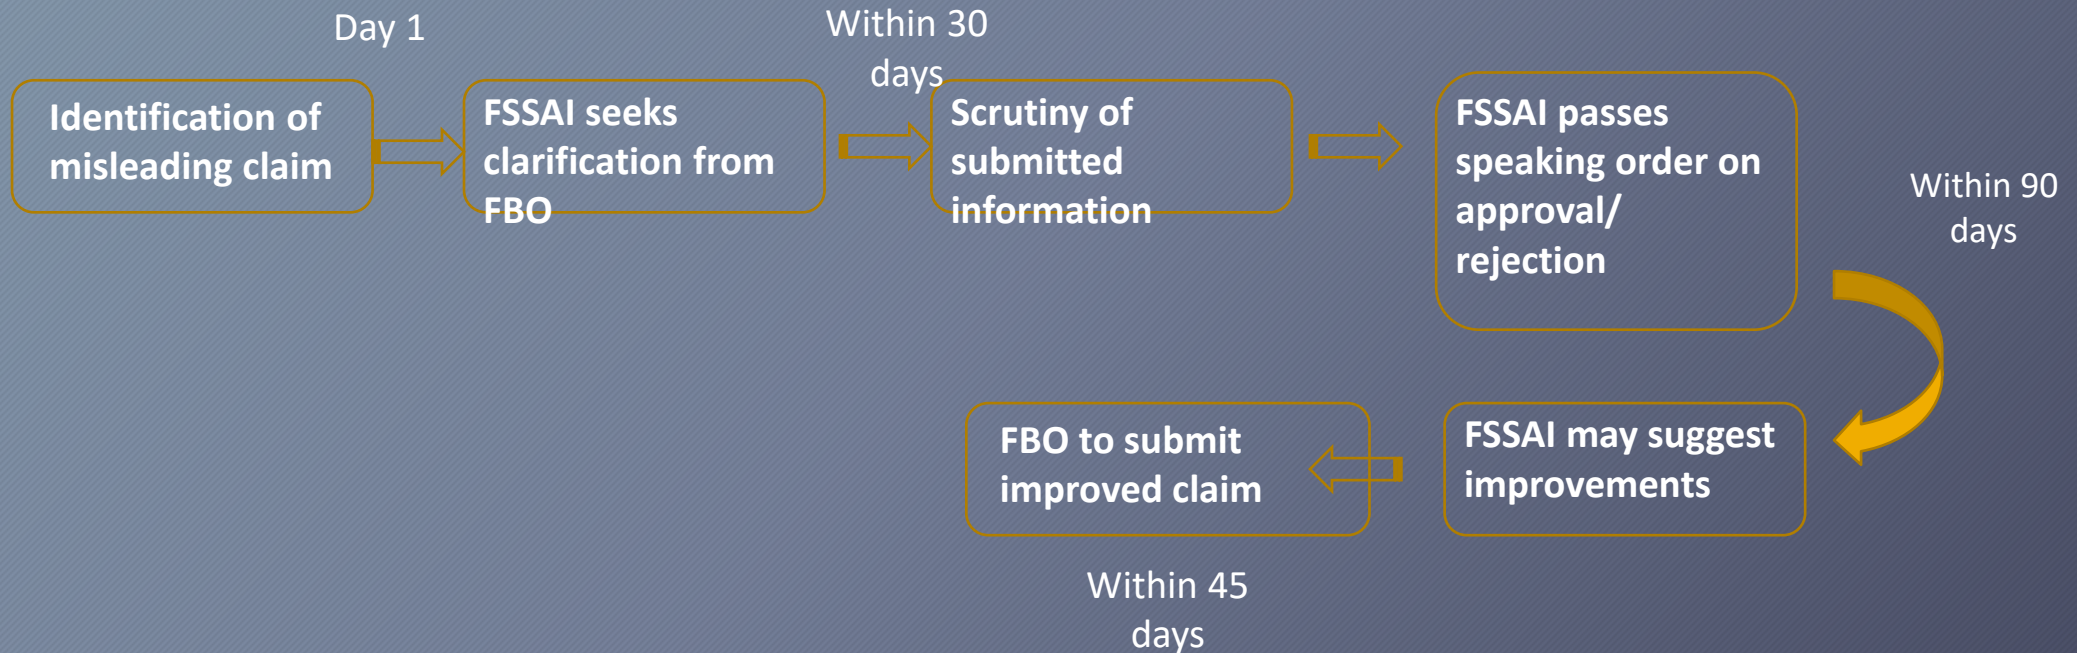 Day 1
Within 30
days
Identification of
misleading claim
FSSAI seeks
clarification from
FBO
Scrutiny of
submitted
information
FSSAI passes
speaking order on
approval/
rejection
Within 90
days
FBO to submit
improved claim
FSSAI may suggest
improvements
Within 45
days